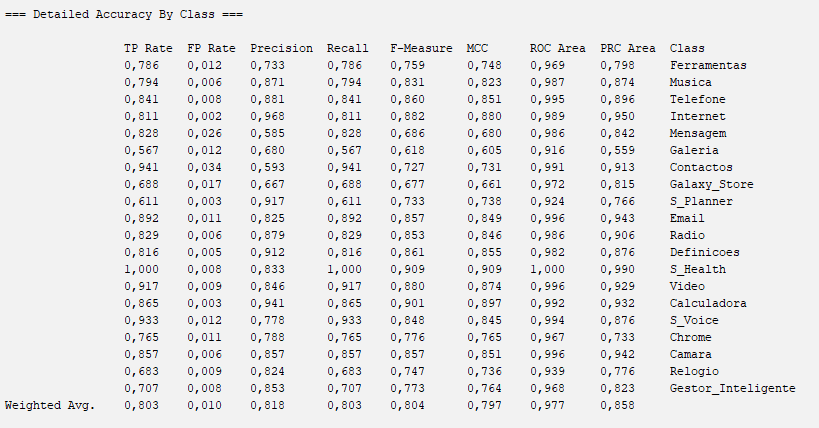 === Detailed Accuracy By Class ===
TP Rate FP Rate Precision Recall F-Measure MCC ROC Area PRC Area Class
0,786 0,012 0,733 0,786 0,759 0,748 0,969 0,798 Ferramentas
0,794 0,006 0,871 0,794 0,831 0,823 0,987 0,874 Musica
0,841 0,008 0,881 0,841 0,860 0,851 0,995 0,896 Telefone
0,811 0,002 0,968 0,811 0,882 0,880 0,989 0,950 Internet
0,828 0,026 0,585 0,828 0,686 0,680 0,986 0,842 Mensagem
0,567 0,012 0,680 0,567 0,618 0,605 0,916 0,559 Galeria
0,941 0,034 0,593 0,941 0,727 0,731 0,991 0,913 Contactos
0,688 0,017 0,667 0,688 0,677 0,661 0,972 0,815 Galaxy_Store
0,611 0,003 0,917 0,611 0,733 0,738 0,924 0,766 S_Planner
0,892 0,011 0,825 0,892 0,857 0,849 0,996 0,943 Email
0,829 0,006 0,879 0,829 0,853 0,846 0,986 0,906 Radio
0,816 0,005 0,912 0,816 0,861 0,855 0,982 0,876 Definicoes
1,000 0,008 0,833 1,000 0,909 0,909 1,000 0,990 S_Health
0,917 0,009 0,846 0,917 0,880 0,874 0,996 0,929 Video
0,865 0,003 0,941 0,865 0,901 0,897 0,992 0,932 Calculadora
0,933 0,012 0,778 0,933 0,848 0,845 0,994 0,876 S_Voice
0,765 0,011 0,788 0,765 0,776 0,765 0,967 0,733 Chrome
0,857 0,006 0,857 0,857 0,857 0,851 0,996 0,942 Camara
0,683 0,009 0,824 0,683 0,747 0,736 0,939 0,776 Relogio
0,707 0,008 0,853 0,707 0,773 0,764 0,968 0,823 Gestor_Inteligente
Weighted Avg. 0,803 0,010 0,818 0,803 0,804 0,797 0,977 0,858